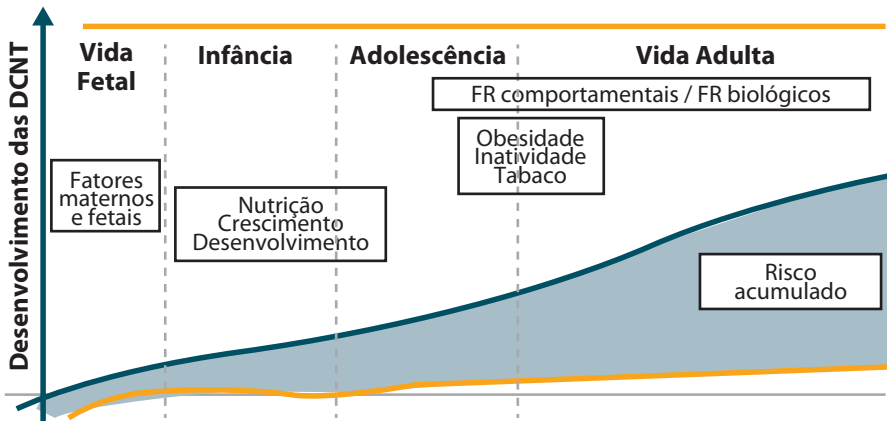 Desenvolvimento das DCNT
Vida
Fetal
Infância
Adolescência
Vida Adulta
FR comportamentais / FR biológicos
Obesidade
Inatividade
Tabaco
Fatores
maternos
e fetais
Nutrição
Crescimento
Desenvolvimento
Risco
acumulado